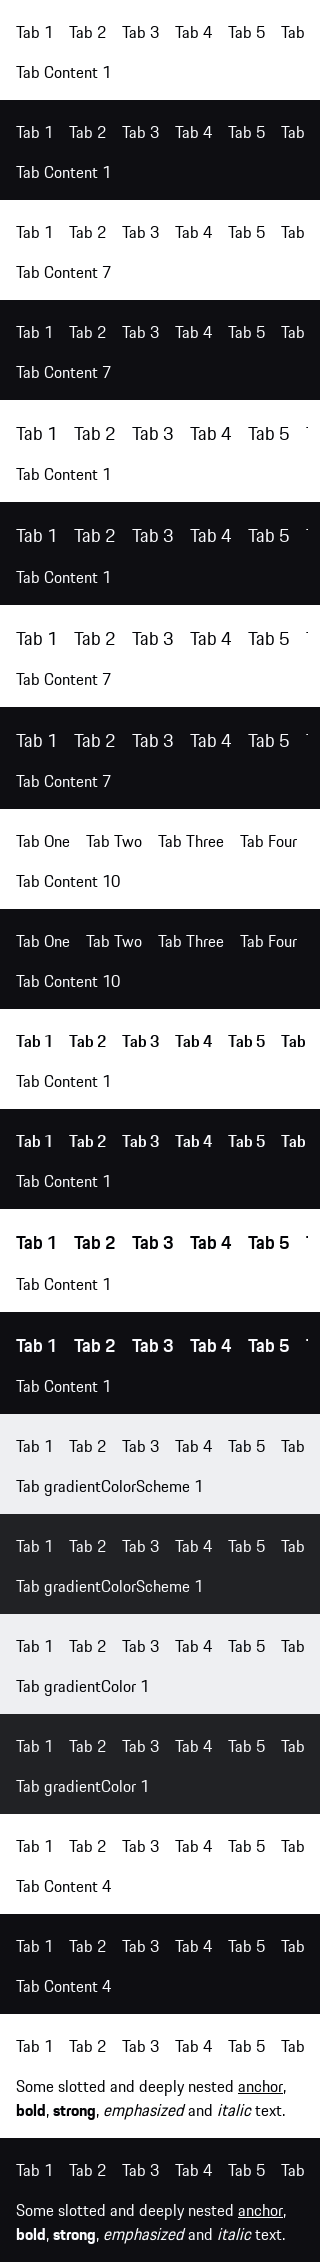 Tab 1 Tab 2 Tab 3 Tab 4 Tab 5 Tab
Tab Content 1
Tab 1 Tab 2 Tab 3 Tab 4 Tab 5 Tab
Tab Content 1
Tab 1 Tab 2 Tab 3 Tab 4 Tab 5 Tab
Tab Content 7
Tab 1 Tab 2 Tab 3 Tab 4 Tab 5 Tab
Tab Content 7
Tab 1 Tab 2 Tab 3 Tab 4 Tab 5
Tab Content 1
Tab 1 Tab 2 Tab 3 Tab 4 Tab 5
Tab Content 1
Tab 1 Tab 2 Tab 3 Tab 4 Tab 5
Tab Content 7
Tab 1 Tab 2 Tab 3 Tab 4 Tab 5
Tab Content 7
Tab One Tab Two Tab Three Tab Four
Tab Content 10
Tab One Tab Two Tab Three Tab Four
Tab Content 10
Tab 1 Tab 2 Tab 3 Tab 4 Tab 5 Tab
Tab Content 1
Tab 1 Tab 2 Tab 3 Tab 4 Tab 5 Tab
Tab Content 1
Tab 1 Tab 2 Tab 3 Tab 4 Tab 5
Tab Content 1
Tab 1 Tab 2 Tab 3 Tab 4 Tab 5
Tab Content 1
Tab 1 Tab 2 Tab 3 Tab 4 Tab 5 Tab
Tab gradientColorScheme 1
Tab 1 Tab 2 Tab 3 Tab 4 Tab 5 Tab
Tab gradientColorScheme 1
Tab 1 Tab 2 Tab 3 Tab 4 Tab 5 Tab
Tab gradientColor 1
Tab 1 Tab 2 Tab 3 Tab 4 Tab 5 Tab
Tab gradientColor 1
Tab 1 Tab 2 Tab 3 Tab 4 Tab 5 Tab
Tab Content 4
Tab 1 Tab 2 Tab 3 Tab 4 Tab 5 Tab
Tab Content 4
Tab 1 Tab 2 Tab 3 Tab 4 Tab 5 Tab
Some slotted and deeply nested anchor,
bold, strong, emphasized and italic text.
Tab 1 Tab 2 Tab 3 Tab 4 Tab 5 Tab
Some slotted and deeply nested anchor,
bold, strong, emphasized and italic text.